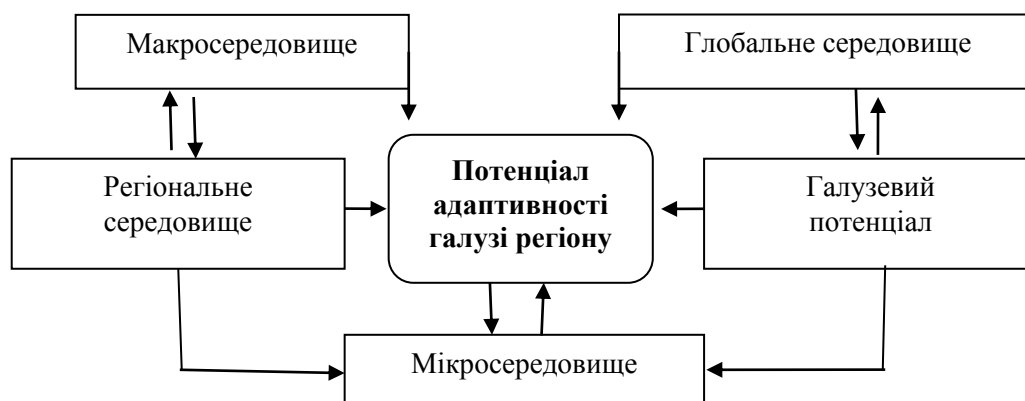 Макросередовище
Глобальне середовище
Регіональне
середовище
Потенціал
адаптивності
галузі регіону
Галузевий
потенціал
Мікросередовище